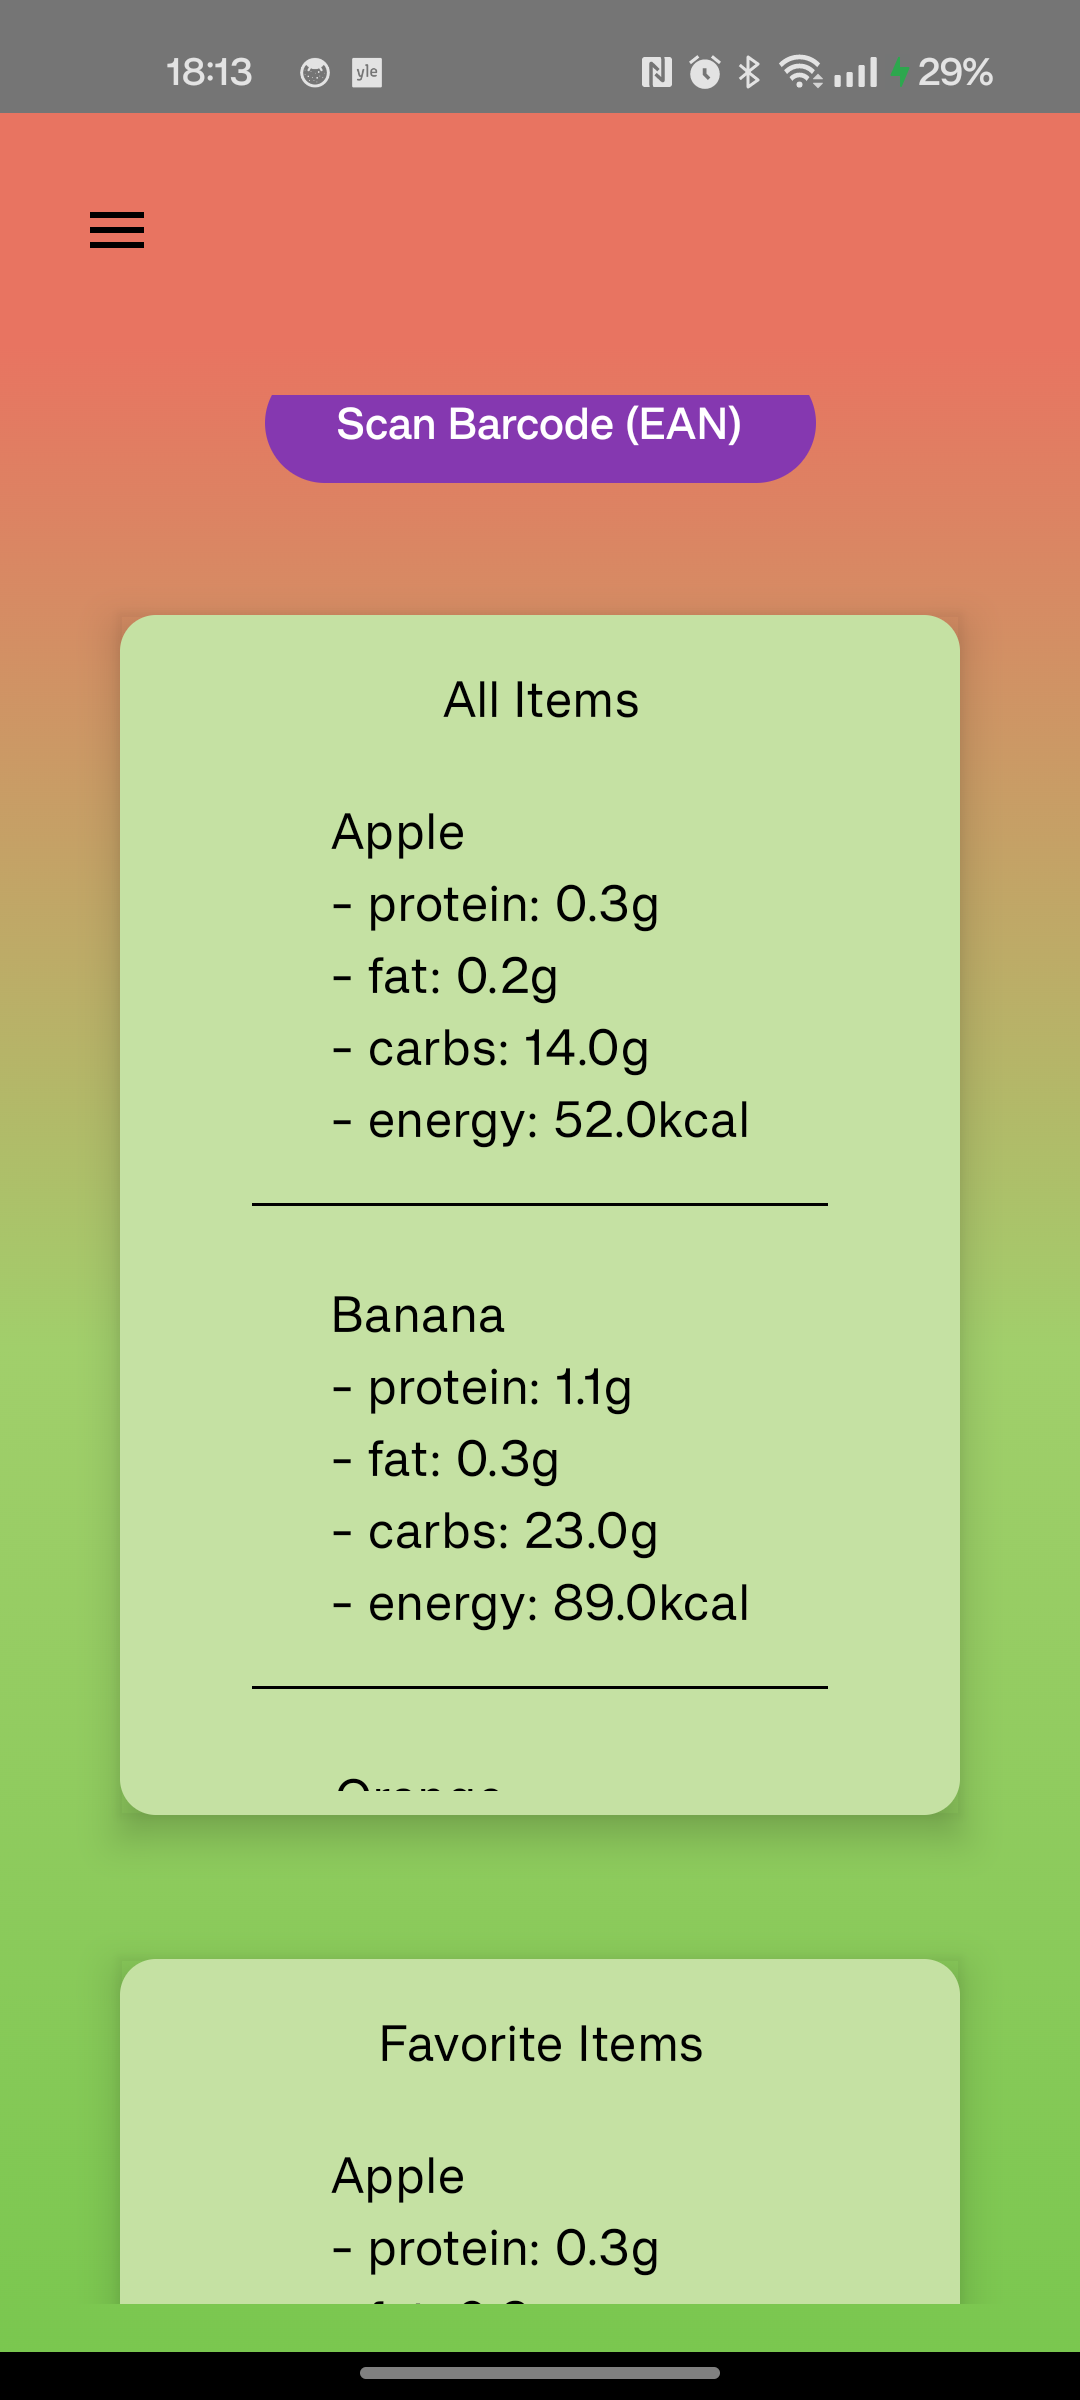 18:13 yle 29%
Scan Barcode (EAN)
All Items
Apple
- protein: 0.3g
- fat: 0.2g
- carbs: 14.0g
- energy: 52.0kcal
Banana
- protein: 1.1g
- fat: 0.3g
- carbs: 23.0g
- energy: 89.0kcal
Orange
Favorite Items
Apple
- protein: 0.3g